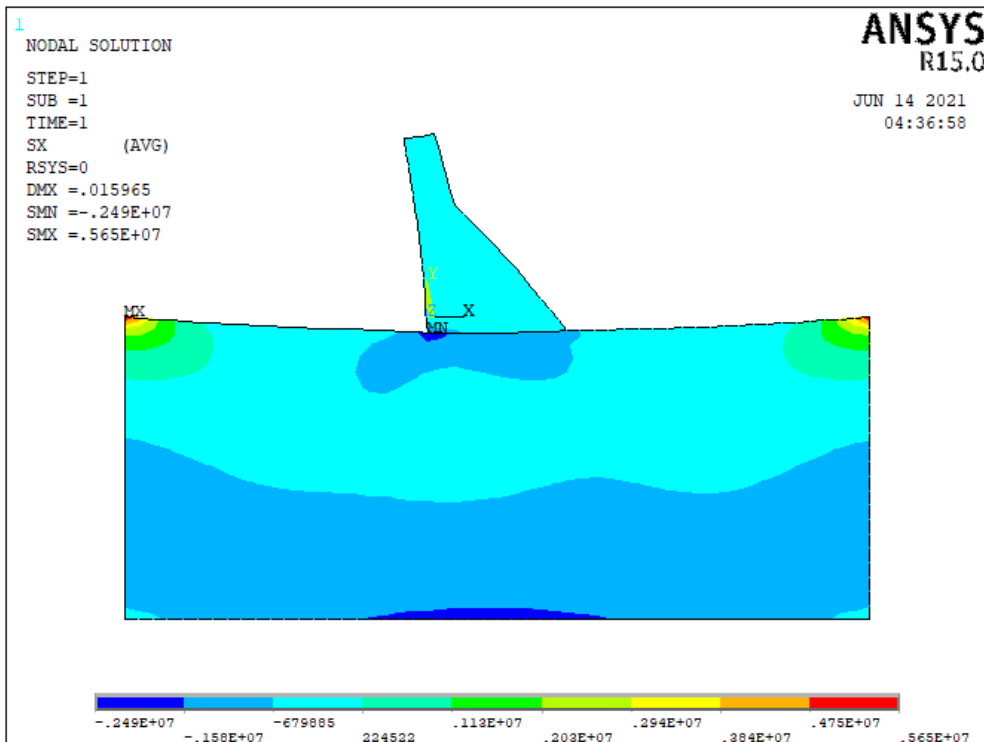 1
NODAL SOLUTION
STEP=1
SUB =1
TIME=1
SX (AVG)
RSYS=0
DMX =.015965
SMN =-.249E+07
SMX =.565E+07
ANSYS
R15.0
JUN 14 2021
04:36:58
Y
Z X
MX
MN
-.249E+07 -679885 .113E+07 .294E+07 .475E+07
-.158E+07 224522 .203E+07 .384E+07 .565E+07